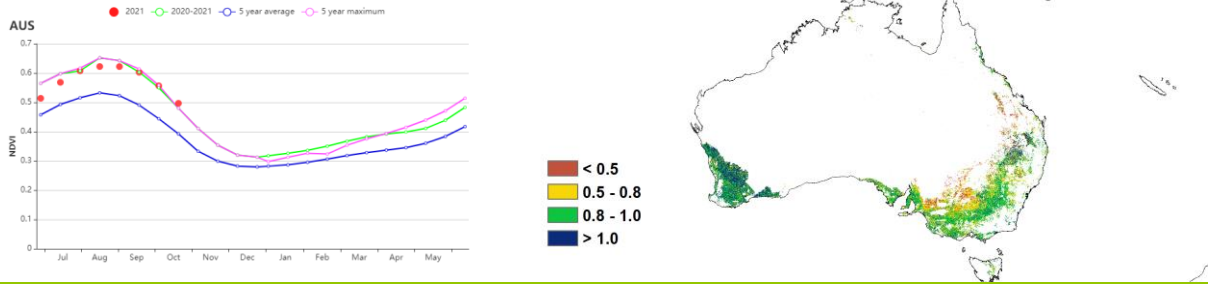 2021 2020-2021 5 year average 5 year maximum
AUS
0.7
0.6
0.5
0.4
0.3
0.2
0.1
0
NDVI
Jul Aug Sep Oct Nov Dec Jan Feb Mar Apr May
< 0.5
0.5 - 0.8
0.8 - 1.0
> 1.0